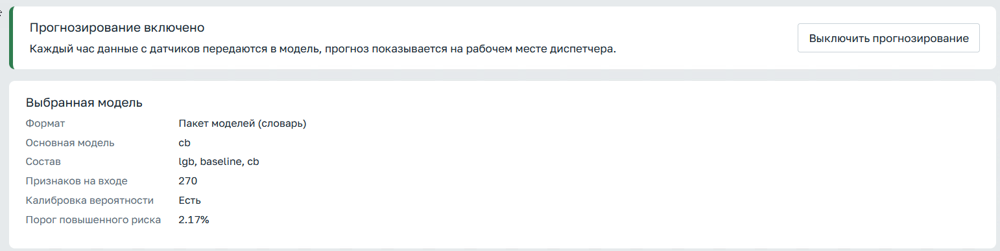 Прогнозирование включено
Каждый час данные с датчиков передаются в модель, прогноз показывается на рабочем месте диспетчера.
Выключить прогнозирование
Выбранная модель
Формат Пакет моделей (словарь)
Основная модель cb
Состав lgb, baseline, cb
Признаков на входе 270
Калибровка вероятности Есть
Порог повышенного риска 2.17%